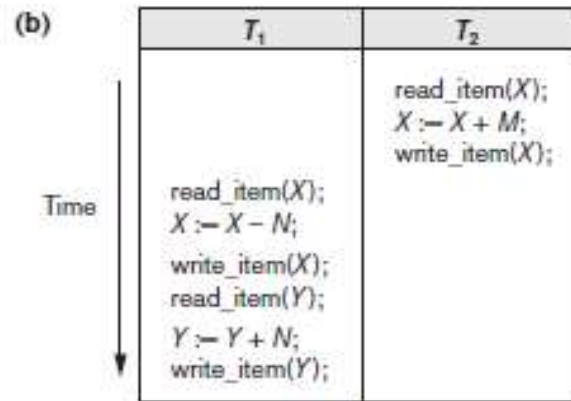 (b)
T₁ T₂
read_item(X);
X := X + M;
write_item(X);
Time
read_item(X);
X := X − N;
write_item(X);
read_item(Y);
Y := Y + N;
write_item(Y);